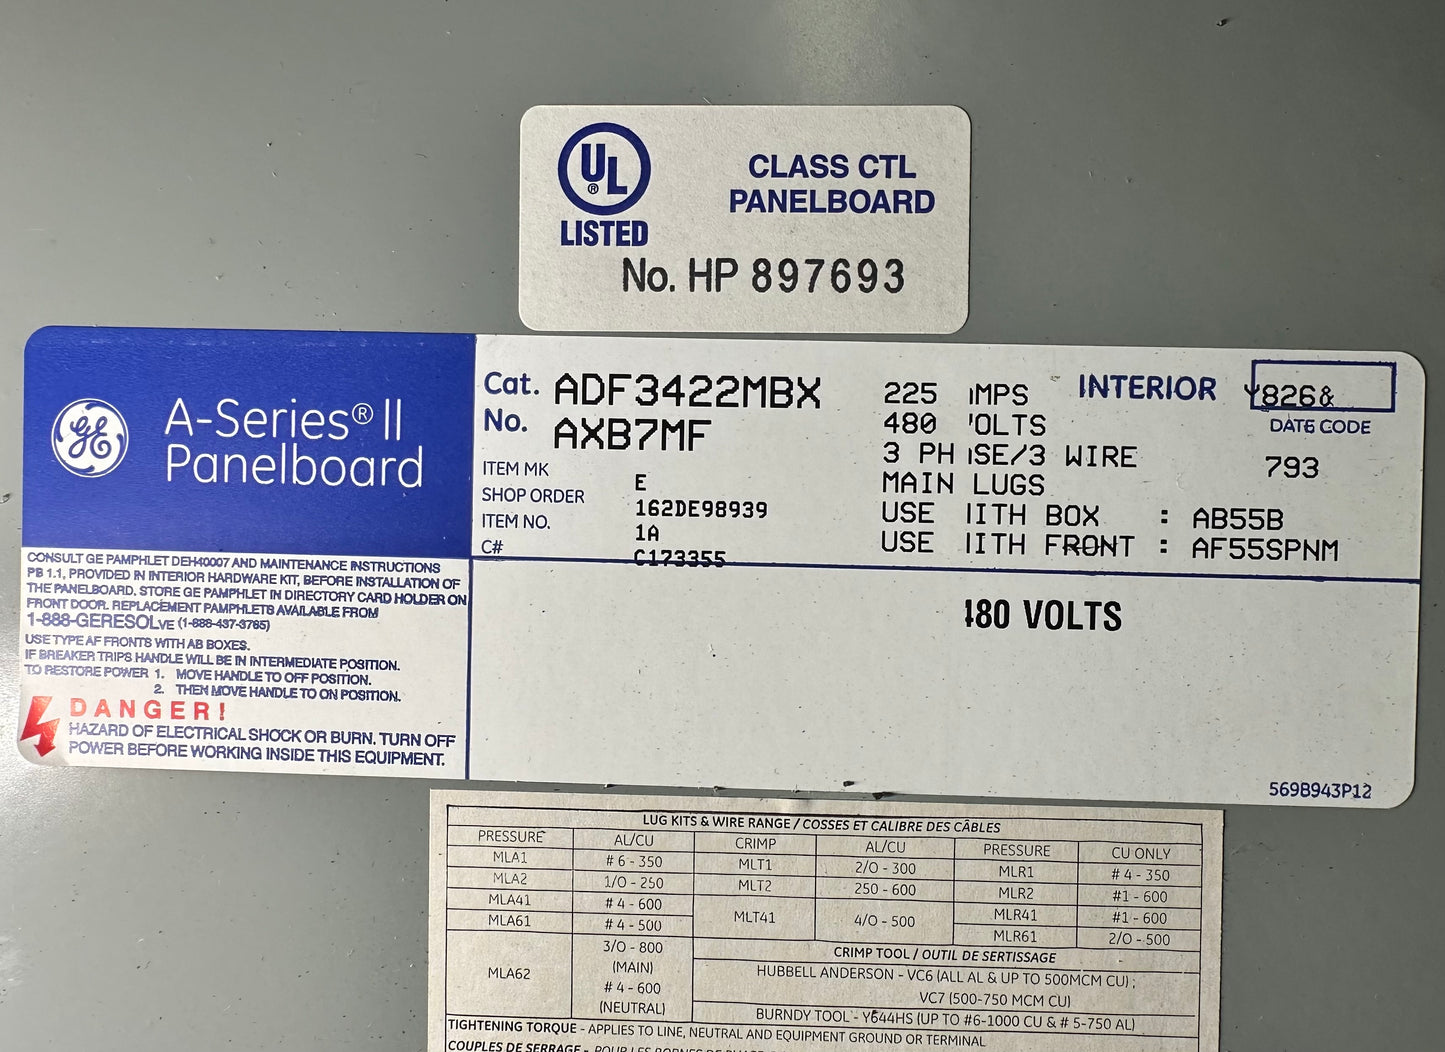 UL
®
LISTED
CLASS CTL
PANELBOARD
No. HP 897693
GE
A-Series® II
Panelboard
Cat. ADF3422MBX
No. AXB7MF
ITEM MK E
SHOP ORDER 162DE98939
ITEM NO. 1A
C# C173355
225 MPS
480 OLTS
3 PH SE/3 WIRE
MAIN LUGS
USE ITH BOX : AB55B
USE ITH FRONT : AF55SPNM
INTERIOR
Y826&
DATE CODE
793
480 VOLTS
569B943P12
CONSULT GE PAMPHLET DEH40007 AND MAINTENANCE INSTRUCTIONS
PB 1.1, PROVIDED IN INTERIOR HARDWARE KIT, BEFORE INSTALLATION OF
THE PANELBOARD. STORE GE PAMPHLET IN DIRECTORY CARD HOLDER ON
FRONT DOOR. REPLACEMENT PAMPHLETS AVAILABLE FROM
1-888-GERESOLVE (1-888-437-3765)
USE TYPE AF FRONTS WITH AB BOXES.
IF BREAKER TRIPS HANDLE WILL BE IN INTERMEDIATE POSITION.
TO RESTORE POWER 1. MOVE HANDLE TO OFF POSITION.
2. THEN MOVE HANDLE TO ON POSITION.
DANGER!
HAZARD OF ELECTRICAL SHOCK OR BURN. TURN OFF
POWER BEFORE WORKING INSIDE THIS EQUIPMENT.
LUG KITS & WIRE RANGE / COSSES ET CALIBRE DES CÂBLES
PRESSURE AL/CU CRIMP AL/CU PRESSURE CU ONLY
MLA1 # 6 - 350 MLT1 2/O - 300 MLR1 # 4 - 350
MLA2 1/O - 250 MLT2 250 - 600 MLR2 #1 - 600
MLA41 # 4 - 600 MLT41 4/O - 500 MLR41 #1 - 600
MLA61 # 4 - 500 MLR61 2/O - 500
MLA62 3/O - 800
(MAIN)
# 4 - 600
(NEUTRAL)
CRIMP TOOL / OUTIL DE SERTISSAGE
HUBBELL ANDERSON - VC6 (ALL AL & UP TO 500MCM CU) ;
VC7 (500-750 MCM CU)
BURNDY TOOL - Y644HS (UP TO #6-1000 CU & # 5-750 AL)
TIGHTENING TORQUE - APPLIES TO LINE, NEUTRAL AND EQUIPMENT GROUND OR TERMINAL
COUPLES DE SERRAGE - POUR LES BORNES DE